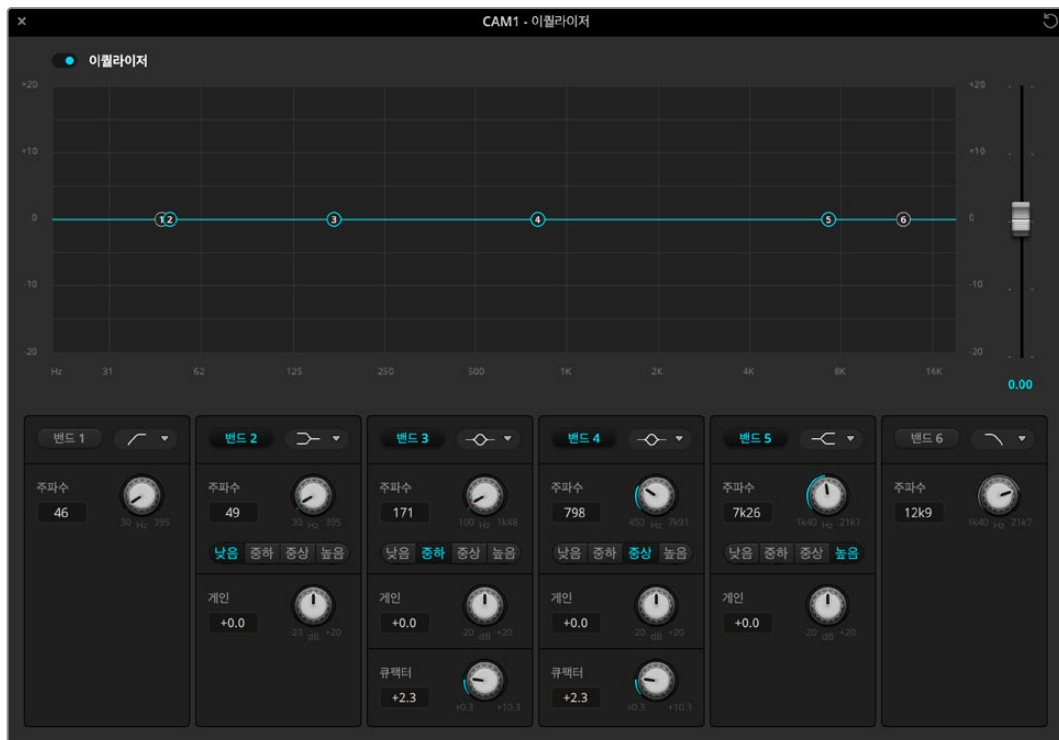 × CAM1 - 이퀄라이저
이퀄라이저
+20 +20
+10 +10
0 1 2 3 4 5 6 0
-10 -10
-20 -20
Hz 31 62 125 250 500 1K 2K 4K 8K 16K
0.00
밴드 1 밴드 2 밴드 3 밴드 4 밴드 5 밴드 6
주파수 주파수 주파수 주파수 주파수 주파수
46 49 171 798 7k26 12k9
30 Hz 395 30 Hz 395 100 Hz 1k48 450 Hz 7k91 1k40 Hz 21k7 1k40 Hz 21k7
낮음 중하 중상 높음 낮음 중하 중상 높음 낮음 중하 중상 높음 낮음 중하 중상 높음
게인 게인 게인 게인
+0.0 +0.0 +0.0 +0.0
-20 dB +20 -20 dB +20 -20 dB +20 -20 dB +20
큐팩터 큐팩터
+2.3 +2.3
+0.3 +10.3 +0.3 +10.3